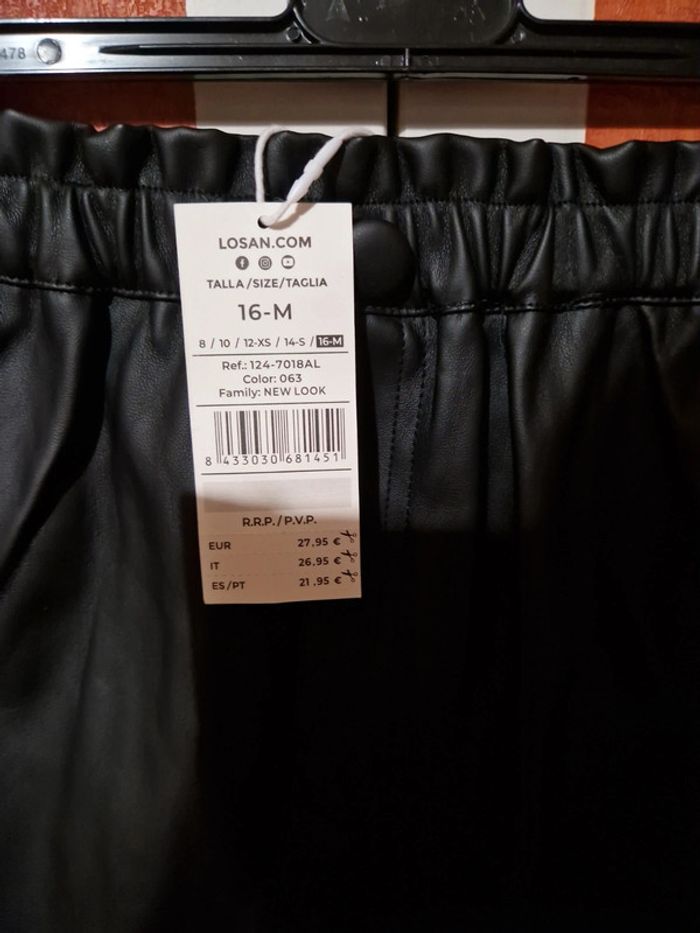 478
LOSAN.COM
TALLA/SIZE/TAGLIA
16-M
8 / 10 / 12-XS / 14-S / 16-M
Ref.: 124-7018AL
Color: 063
Family: NEW LOOK
8 433030 681451
R.R.P./P.V.P.
EUR 27,95 €
IT 26,95 €
ES/PT 21,95 €